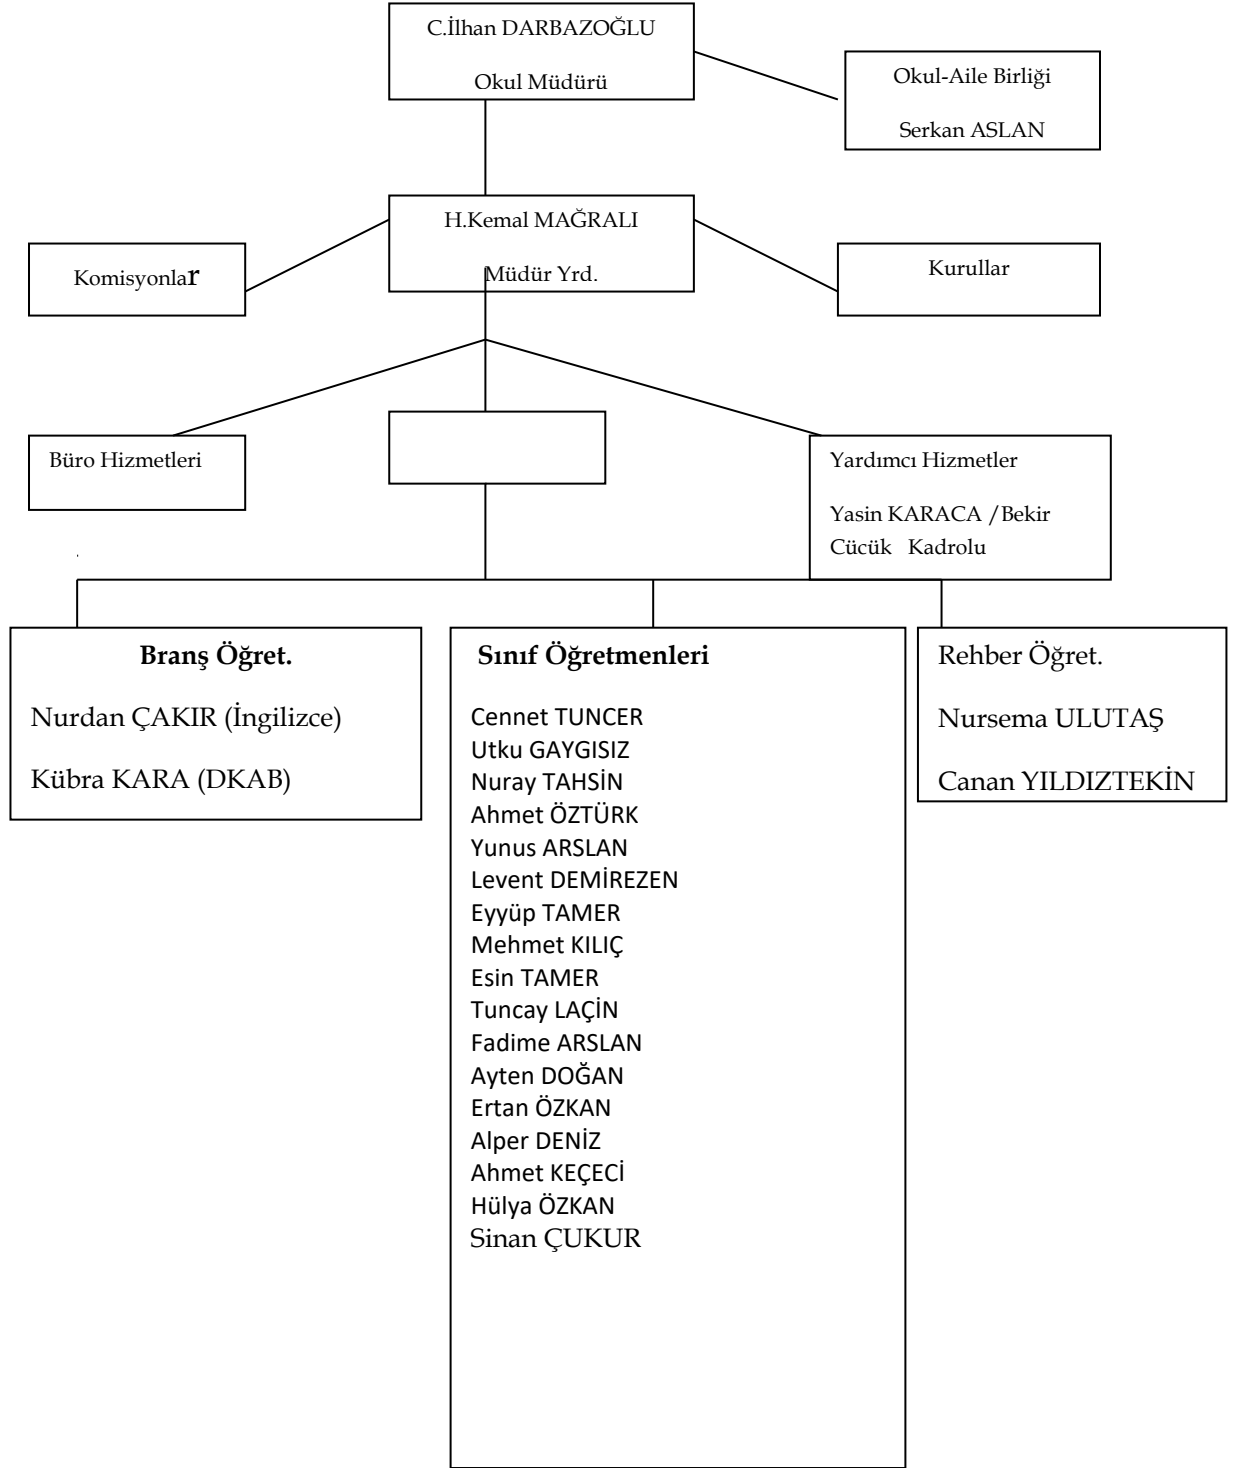 C.İlhan DARBAZOĞLU
Okul Müdürü
Okul-Aile Birliği
Serkan ASLAN
H.Kemal MAĞRALI
Müdür Yrd.
Komisyonlar
Kurullar
Büro Hizmetleri
Yardımcı Hizmetler
Yasin KARACA /Bekir
Cücük Kadrolu
Branş Öğret.
Nurdan ÇAKIR (İngilizce)
Kübra KARA (DKAB)
Sınıf Öğretmenleri
Cennet TUNCER
Utku GAYGISIZ
Nuray TAHSİN
Ahmet ÖZTÜRK
Yunus ARSLAN
Levent DEMİREZEN
Eyyüp TAMER
Mehmet KILIÇ
Esin TAMER
Tuncay LAÇİN
Fadime ARSLAN
Ayten DOĞAN
Ertan ÖZKAN
Alper DENİZ
Ahmet KEÇECİ
Hülya ÖZKAN
Sinan ÇUKUR
Rehber Öğret.
Nursema ULUTAŞ
Canan YILDIZTEKİN